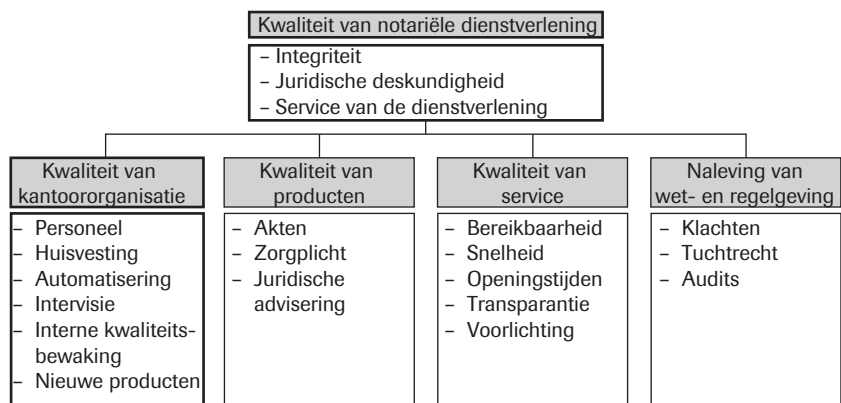 Kwaliteit van notariële dienstverlening
– Integriteit
– Juridische deskundigheid
– Service van de dienstverlening
Kwaliteit van
kantoororganisatie
– Personeel
– Huisvesting
– Automatisering
– Intervisie
– Interne kwaliteits-
bewaking
– Nieuwe producten
Kwaliteit van
producten
– Akten
– Zorgplicht
– Juridische
advisering
Kwaliteit van
service
– Bereikbaarheid
– Snelheid
– Openingstijden
– Transparantie
– Voorlichting
Naleving van
wet- en regelgeving
– Klachten
– Tuchtrecht
– Audits